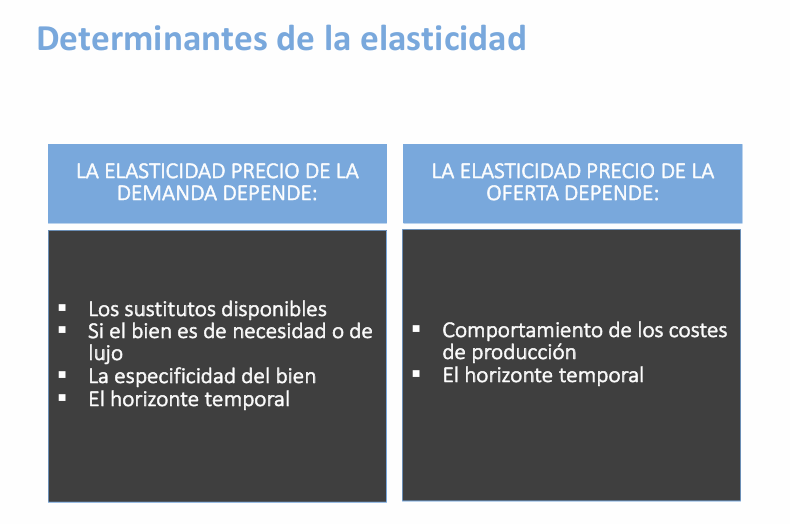 Determinantes de la elasticidad
LA ELASTICIDAD PRECIO DE LA
DEMANDA DEPENDE:
▪ Los sustitutos disponibles
▪ Si el bien es de necesidad o de
lujo
▪ La especificidad del bien
▪ El horizonte temporal
LA ELASTICIDAD PRECIO DE LA
OFERTA DEPENDE:
▪ Comportamiento de los costes
de producción
▪ El horizonte temporal